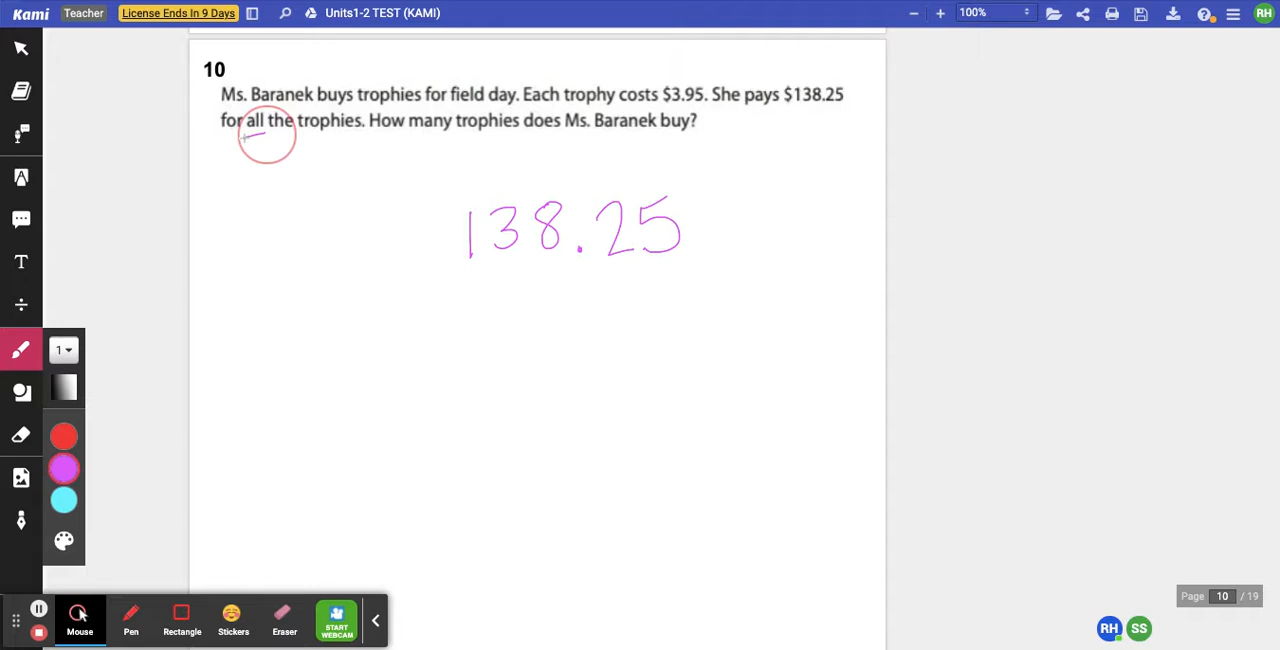 Kami Teacher License Ends In 9 Days Units1-2 TEST (KAMI) 100% RH
10
Ms. Baranek buys trophies for field day. Each trophy costs $3.95. She pays $138.25
for all the trophies. How many trophies does Ms. Baranek buy?
138.25
1
Page 10 / 19
Mouse Pen Rectangle Stickers Eraser START WEBCAM
RH SS